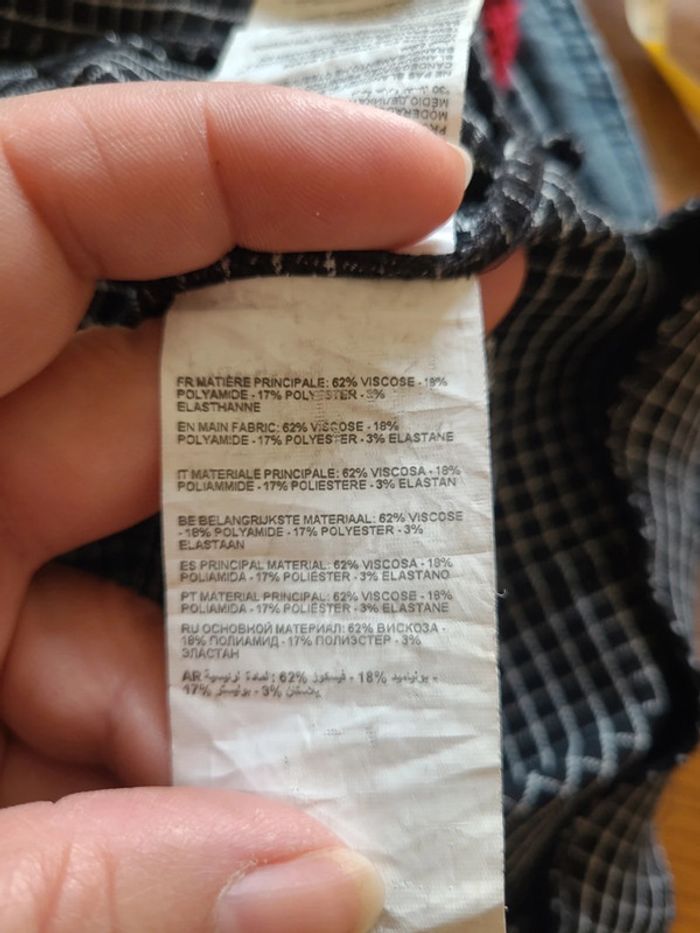 FR MATIÈRE PRINCIPALE: 62% VISCOSE - 18%
POLYAMIDE - 17% POLYESTER - 3%
ELASTHANNE
EN MAIN FABRIC: 62% VISCOSE - 18%
POLYAMIDE - 17% POLYESTER - 3% ELASTANE
IT MATERIALE PRINCIPALE: 62% VISCOSA - 18%
POLIAMMIDE - 17% POLIESTERE - 3% ELASTAN
BE BELANGRIJKSTE MATERIAAL: 62% VISCOSE
- 18% POLYAMIDE - 17% POLYESTER - 3%
ELASTAAN
ES PRINCIPAL MATERIAL: 62% VISCOSA - 18%
POLIAMIDA - 17% POLIÉSTER - 3% ELASTANO
PT MATERIAL PRINCIPAL: 62% VISCOSE - 18%
POLIAMIDA - 17% POLIÉSTER - 3% ELASTANE
RU ОСНОВНОЙ МАТЕРИАЛ: 62% ВИСКОЗА -
18% ПОЛИАМИД - 17% ПОЛИЭСТЕР - 3%
ЭЛАСТАН
AR : 62% - 18% -
17% - 3%